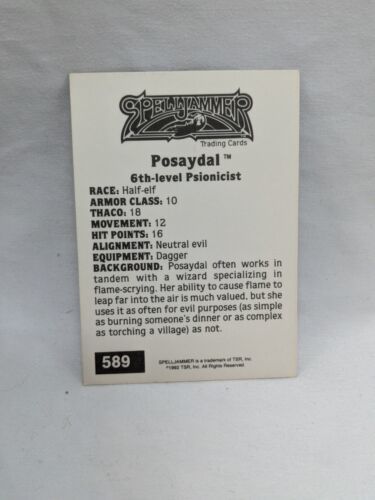 SPELLJAMMER
Trading Cards
Posaydal™
6th-level Psionicist
RACE: Half-elf
ARMOR CLASS: 10
THACO: 18
MOVEMENT: 12
HIT POINTS: 16
ALIGNMENT: Neutral evil
EQUIPMENT: Dagger
BACKGROUND: Posaydal often works in
tandem with a wizard specializing in
flame-scrying. Her ability to cause flame to
leap far into the air is much valued, but she
uses it as often for evil purposes (as simple
as burning someone's dinner or as complex
as torching a village) as not.
589
SPELLJAMMER is a trademark of TSR, Inc.
©1992 TSR, Inc. All Rights Reserved.